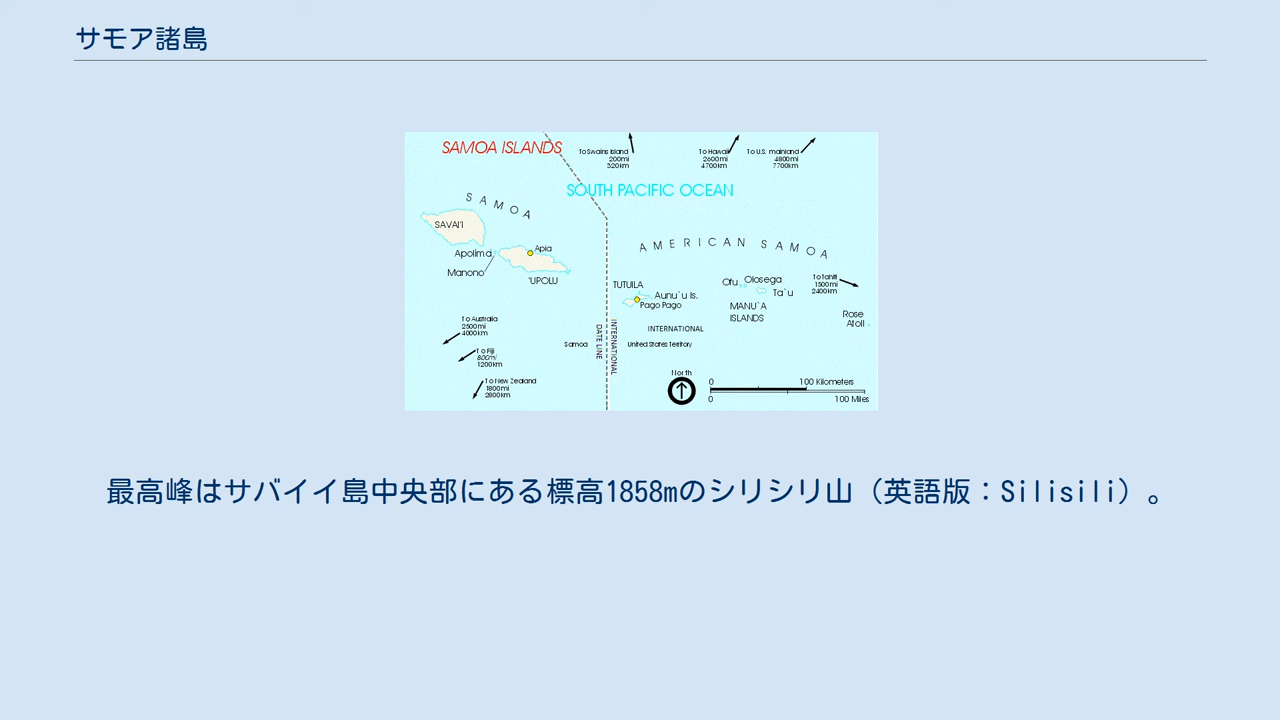 サモア諸島
SAMOA ISLANDS
To Swains Island
200mi
320km
To Hawaii
2600mi
4700km
To U.S. mainland
4800mi
7700km
SOUTH PACIFIC OCEAN
SAMOA
SAVAI'I
Apolima
Manono
Apia
'UPOLU
AMERICAN SAMOA
TUTUILA
Aunu`u Is.
Pago Pago
Ofu
Olosega
Ta`u
MANU`A
ISLANDS
To Tahiti
1500mi
2400km
Rose
Atoll
To Australia
2500mi
4000km
To Fiji
800mi
1200km
To New Zealand
1800mi
2800km
INTERNATIONAL
Samoa
United States Territory
INTERNATIONAL
DATE LINE
North
0
100 Kilometers
0
100 Miles
最高峰はサバイイ島中央部にある標高1858mのシリシリ山（英語版：Silisili）。